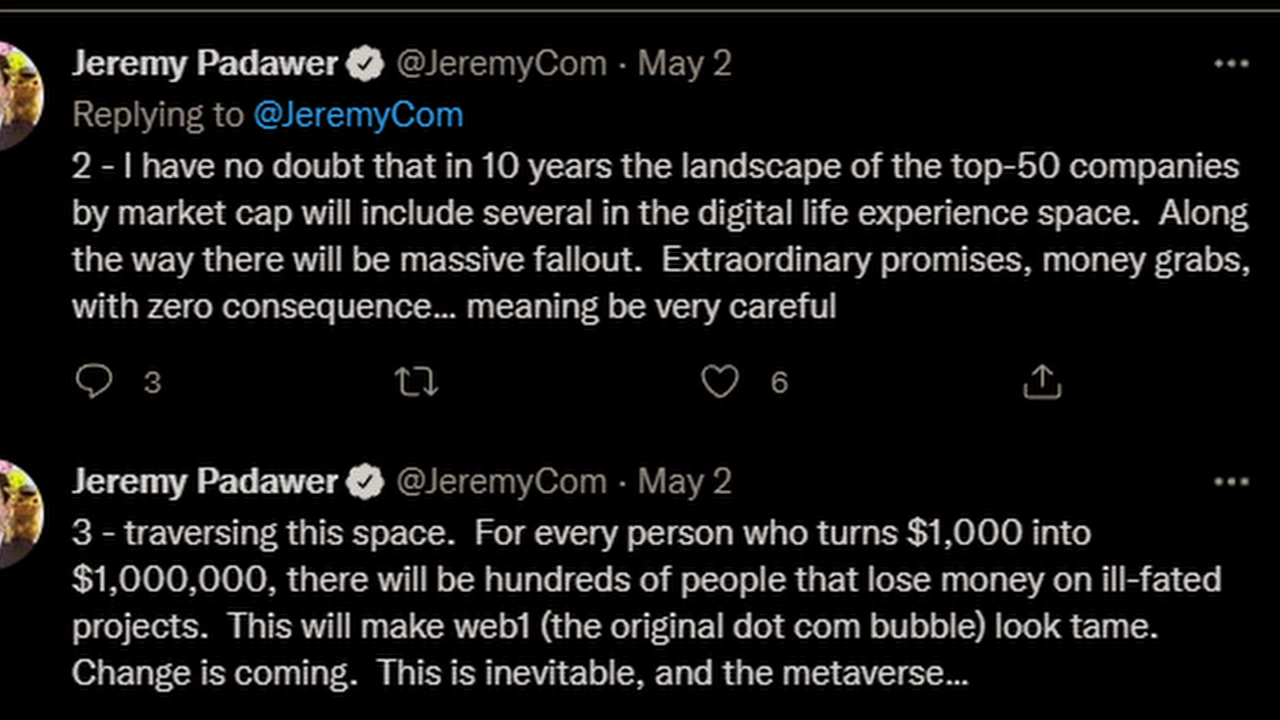 Jeremy Padawer @JeremyCom · May 2
Replying to @JeremyCom
2 - I have no doubt that in 10 years the landscape of the top-50 companies
by market cap will include several in the digital life experience space.  Along
the way there will be massive fallout.  Extraordinary promises, money grabs,
with zero consequence... meaning be very careful
3 6
Jeremy Padawer @JeremyCom · May 2
3 - traversing this space.  For every person who turns $1,000 into
$1,000,000, there will be hundreds of people that lose money on ill-fated
projects.  This will make web1 (the original dot com bubble) look tame.
Change is coming.  This is inevitable, and the metaverse...